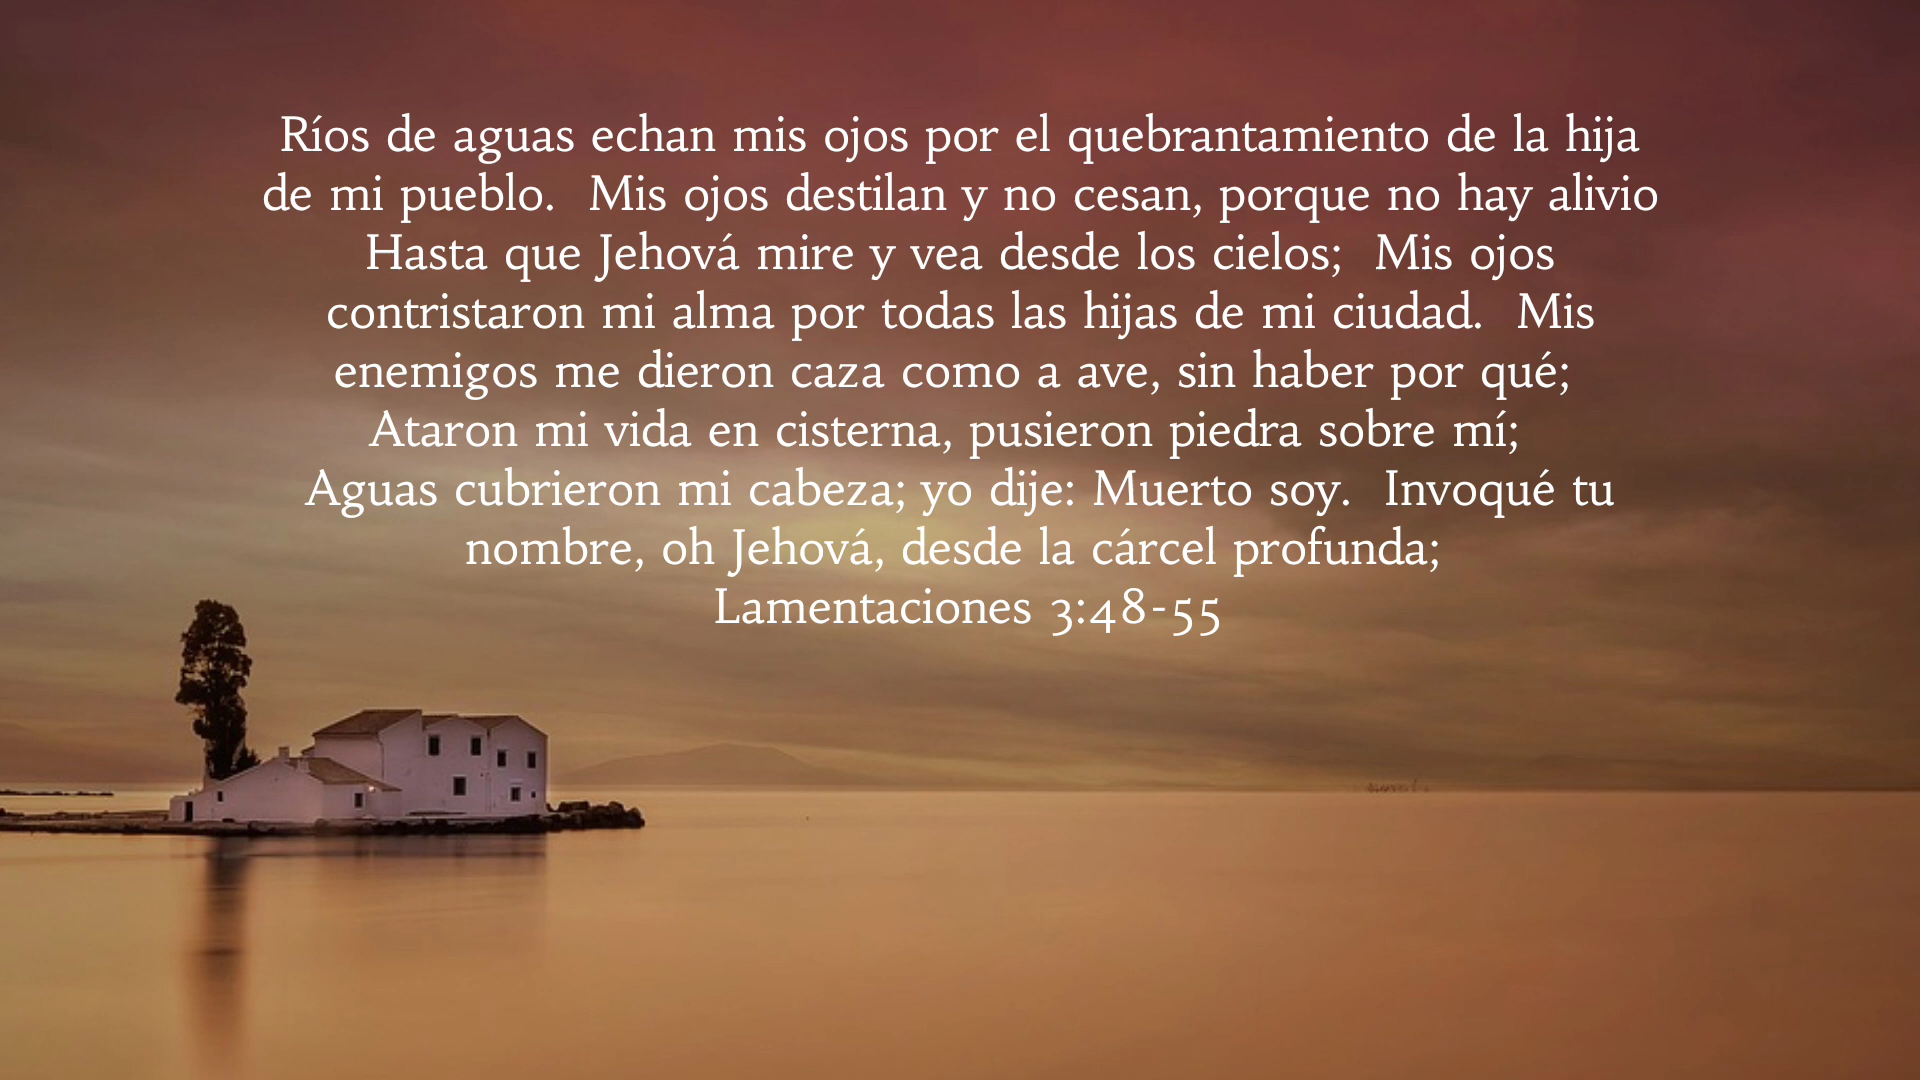 Ríos de aguas echan mis ojos por el quebrantamiento de la hija
de mi pueblo.  Mis ojos destilan y no cesan, porque no hay alivio
Hasta que Jehová mire y vea desde los cielos;  Mis ojos
contristaron mi alma por todas las hijas de mi ciudad.  Mis
enemigos me dieron caza como a ave, sin haber por qué;
Ataron mi vida en cisterna, pusieron piedra sobre mí;
Aguas cubrieron mi cabeza; yo dije: Muerto soy.  Invoqué tu
nombre, oh Jehová, desde la cárcel profunda;
Lamentaciones 3:48-55